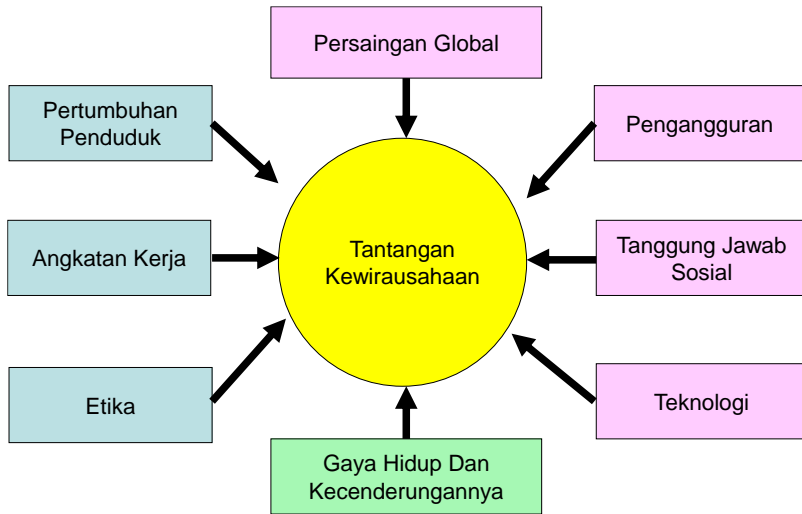 Persaingan Global
Pertumbuhan
Penduduk
Pengangguran
Angkatan Kerja
Tantangan
Kewirausahaan
Tanggung Jawab
Sosial
Etika
Teknologi
Gaya Hidup Dan
Kecenderungannya